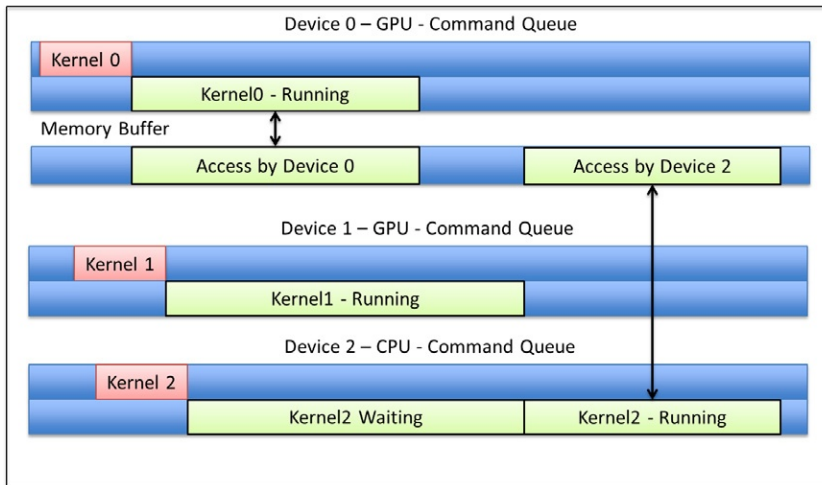 Device 0 – GPU - Command Queue
Kernel 0
Kernel0 - Running
Memory Buffer
Access by Device 0
Access by Device 2
Device 1 – GPU - Command Queue
Kernel 1
Kernel1 - Running
Device 2 – CPU - Command Queue
Kernel 2
Kernel2 Waiting
Kernel2 - Running